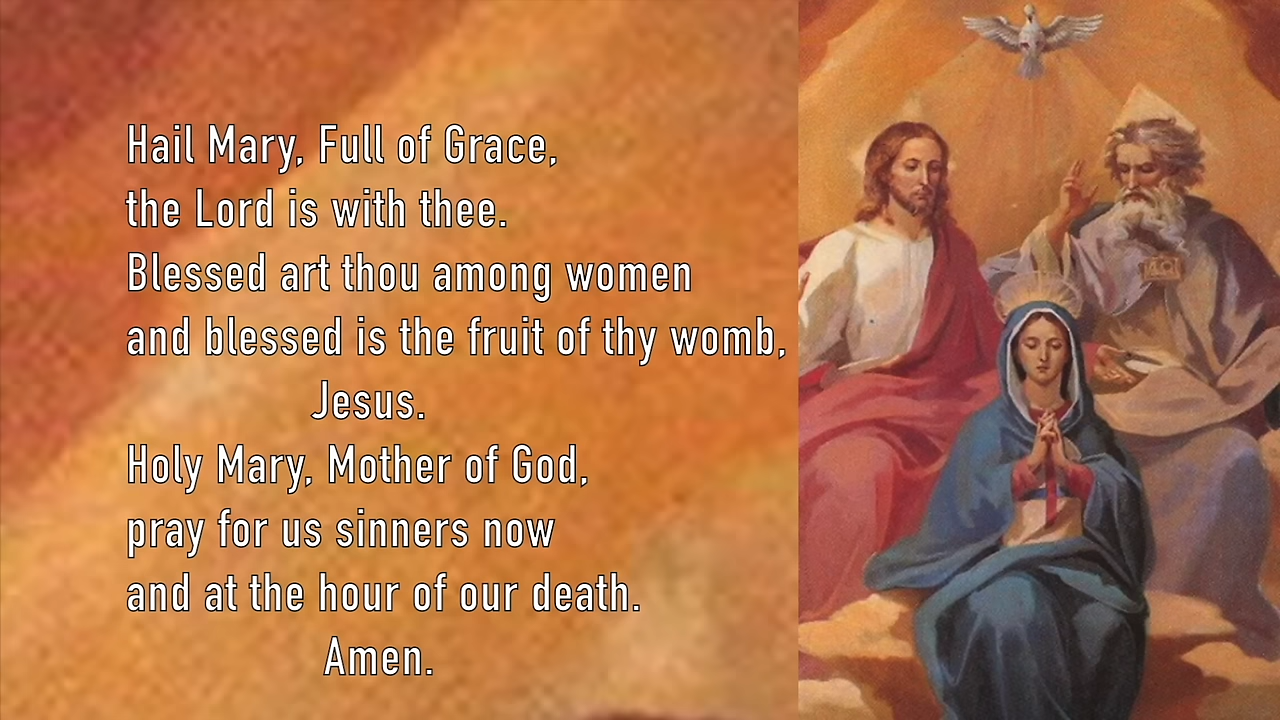 Hail Mary, Full of Grace,
the Lord is with thee.
Blessed art thou among women
and blessed is the fruit of thy womb,
Jesus.
Holy Mary, Mother of God,
pray for us sinners now
and at the hour of our death.
Amen.